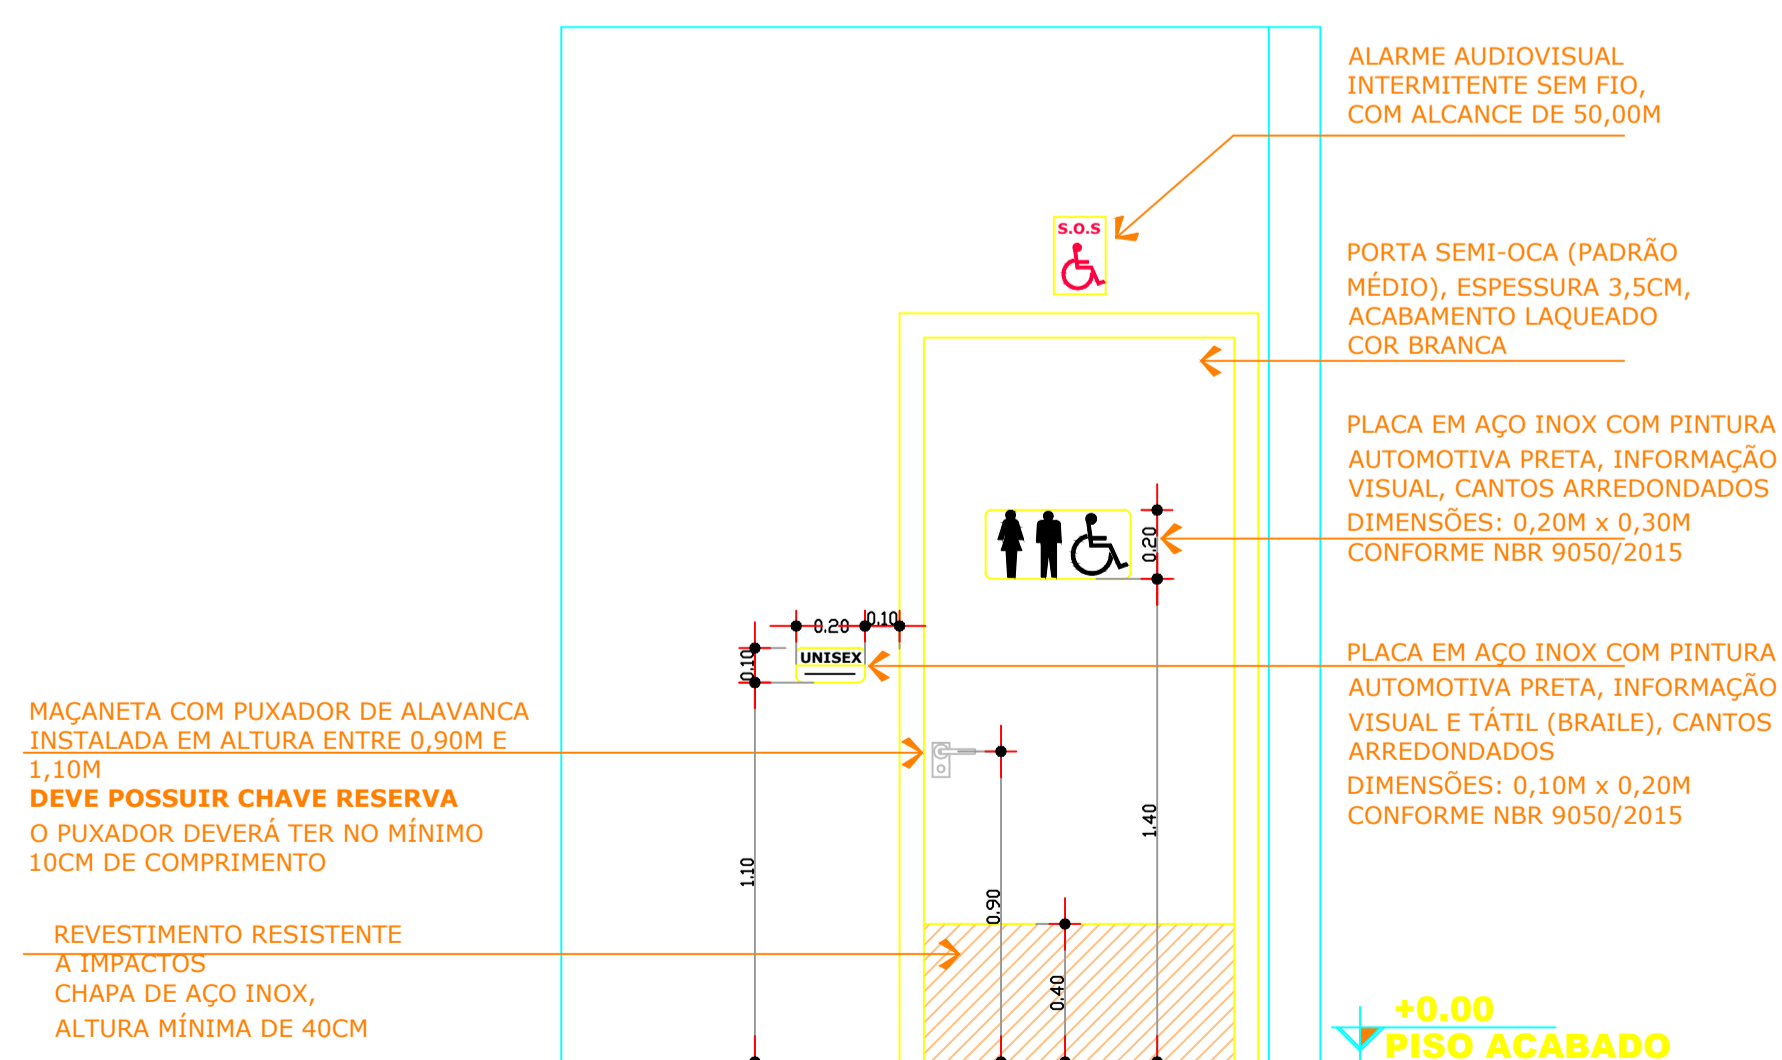 ALARME AUDIOVISUAL
INTERMITENTE SEM FIO,
COM ALCANCE DE 50,00M
S.O.S
PORTA SEMI-OCA (PADRÃO
MÉDIO), ESPESSURA 3,5CM,
ACABAMENTO LAQUEADO
COR BRANCA
PLACA EM AÇO INOX COM PINTURA
AUTOMOTIVA PRETA, INFORMAÇÃO
VISUAL, CANTOS ARREDONDADOS
DIMENSÕES: 0,20M x 0,30M
CONFORME NBR 9050/2015
0.20
0.20
0.10
0.10
UNISEX
PLACA EM AÇO INOX COM PINTURA
AUTOMOTIVA PRETA, INFORMAÇÃO
VISUAL E TÁTIL (BRAILE), CANTOS
ARREDONDADOS
DIMENSÕES: 0,10M x 0,20M
CONFORME NBR 9050/2015
MAÇANETA COM PUXADOR DE ALAVANCA
INSTALADA EM ALTURA ENTRE 0,90M E
1,10M
DEVE POSSUIR CHAVE RESERVA
O PUXADOR DEVERÁ TER NO MÍNIMO
10CM DE COMPRIMENTO
1.10
0.90
1.40
REVESTIMENTO RESISTENTE
A IMPACTOS
CHAPA DE AÇO INOX,
ALTURA MÍNIMA DE 40CM
0.40
+0.00
PISO ACABADO